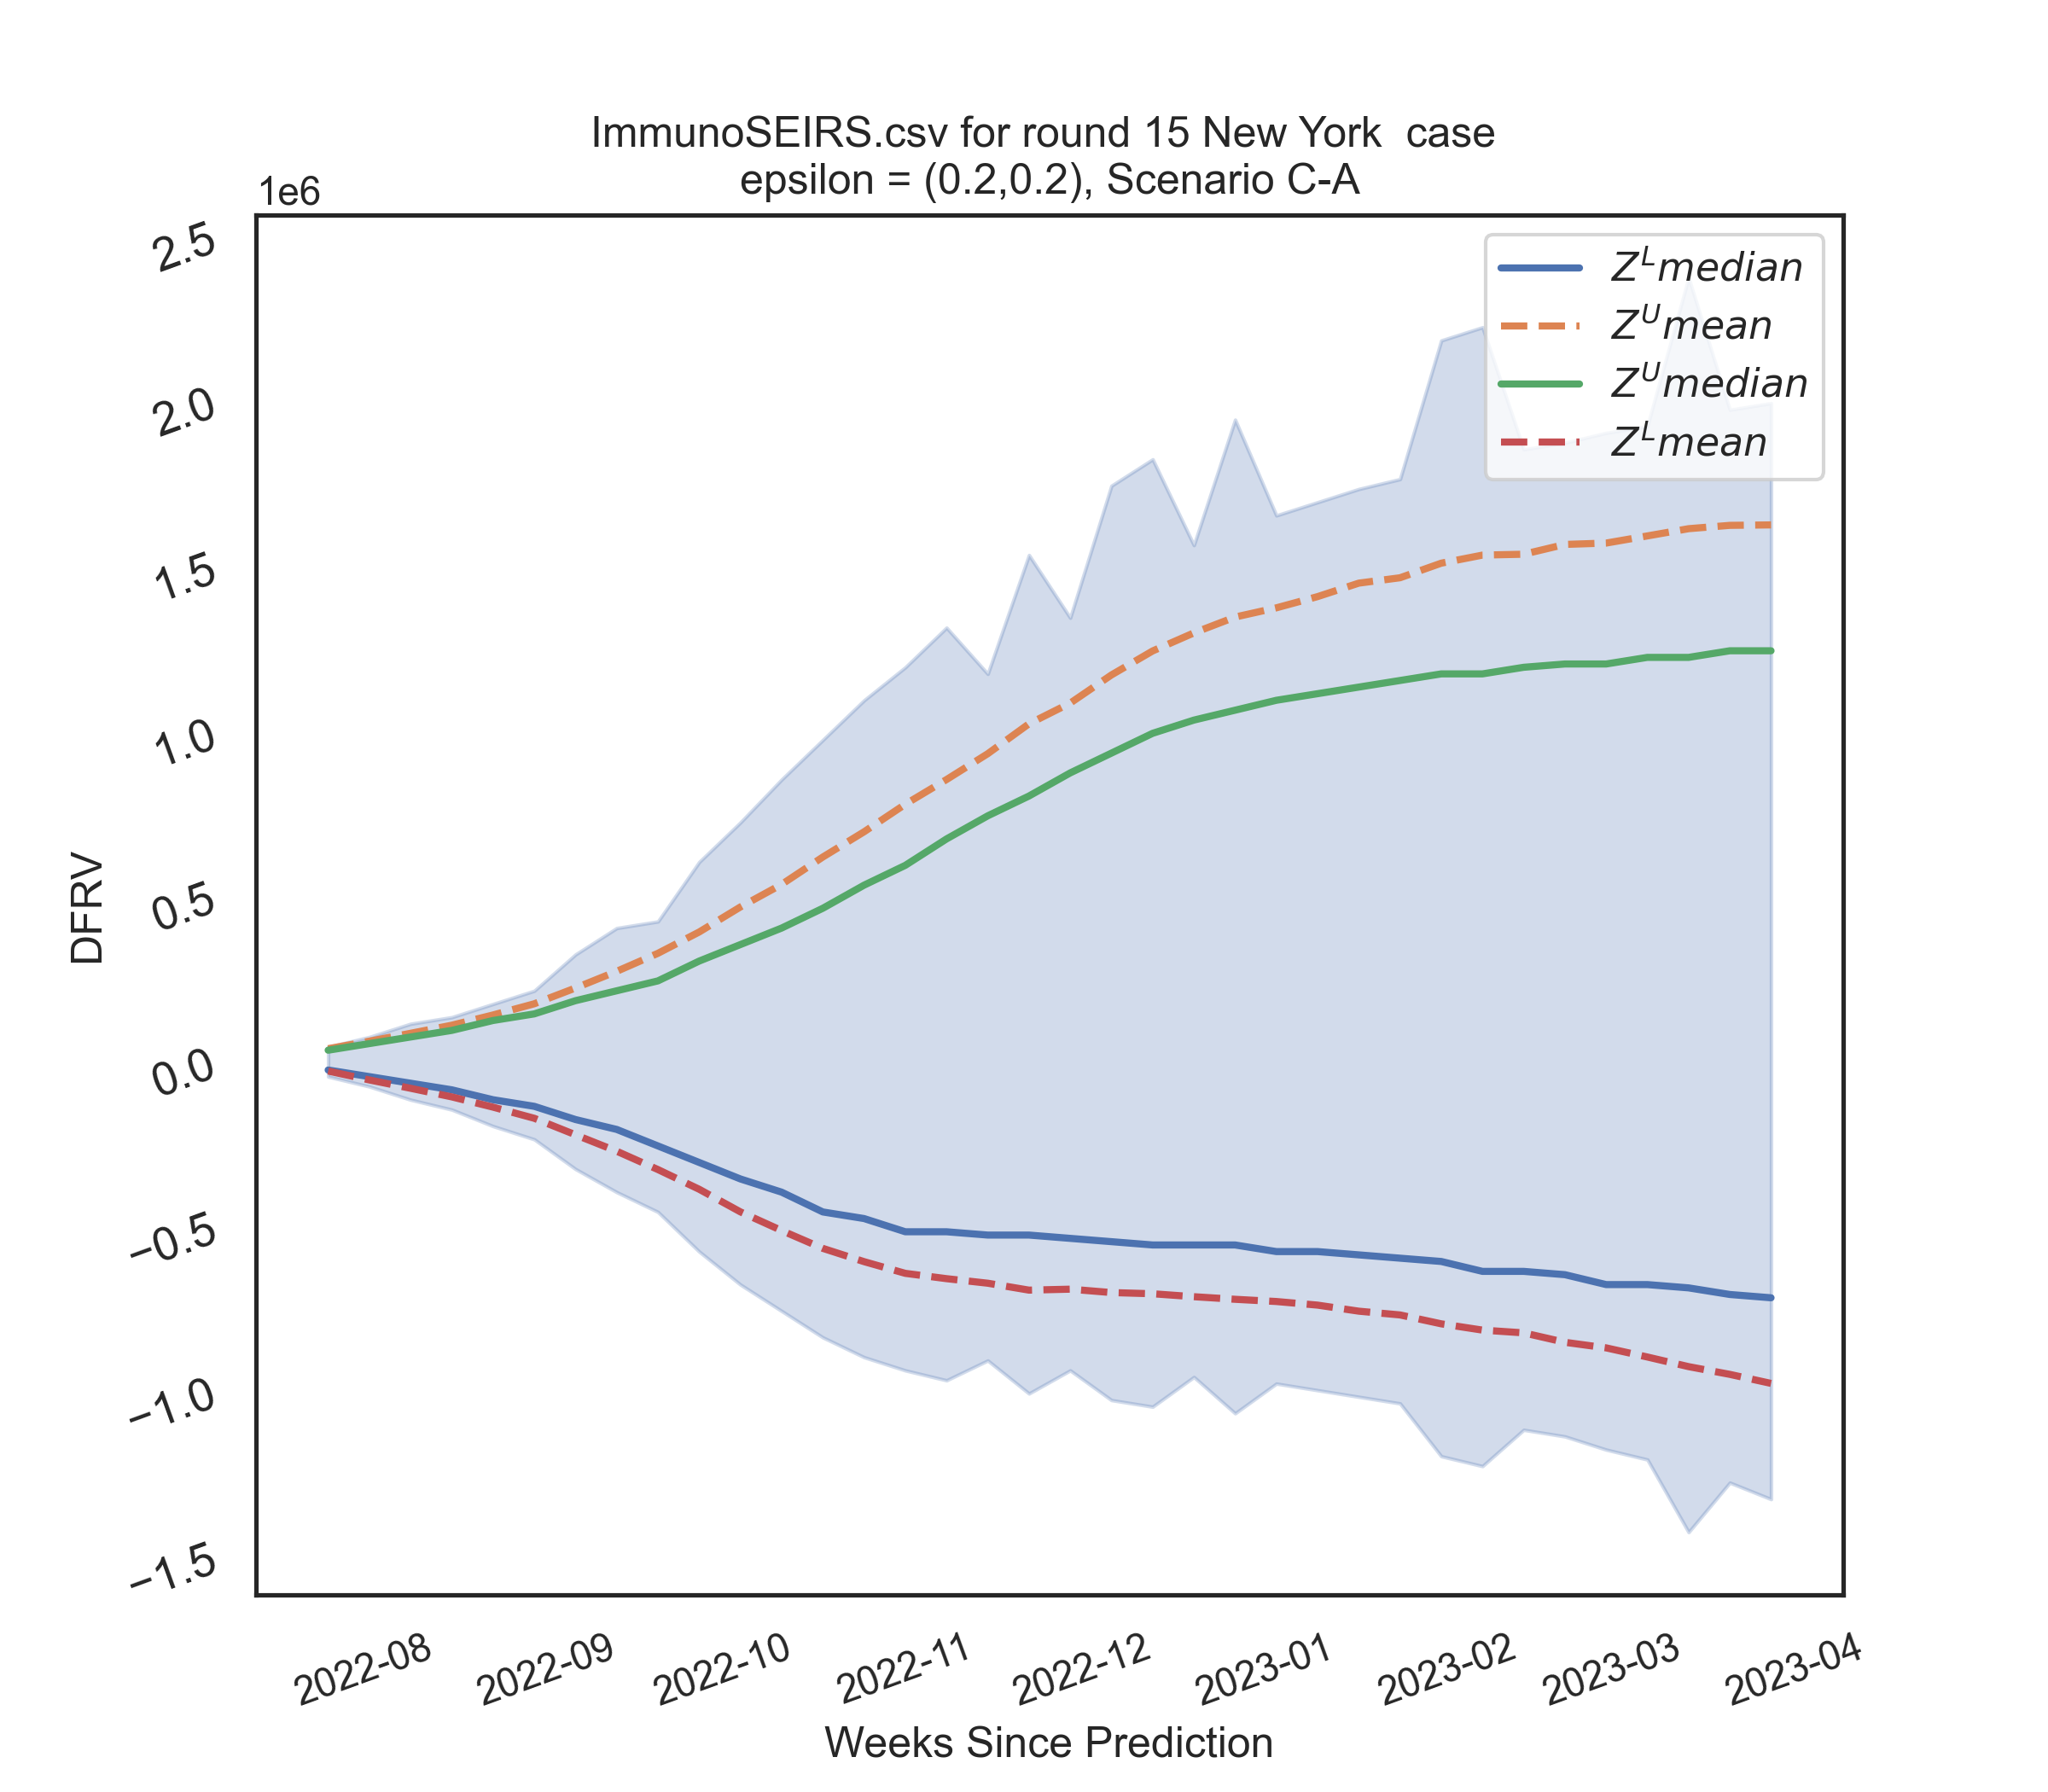 ImmunoSEIRS.csv for round 15 New York  case
epsilon = (0.2,0.2), Scenario C-A
1e6
2.5
2.0
1.5
1.0
0.5
0.0
−0.5
−1.0
−1.5
DFRV
Z^L median
Z^U mean
Z^U median
Z^L mean
2022-08
2022-09
2022-10
2022-11
2022-12
2023-01
2023-02
2023-03
2023-04
Weeks Since Prediction